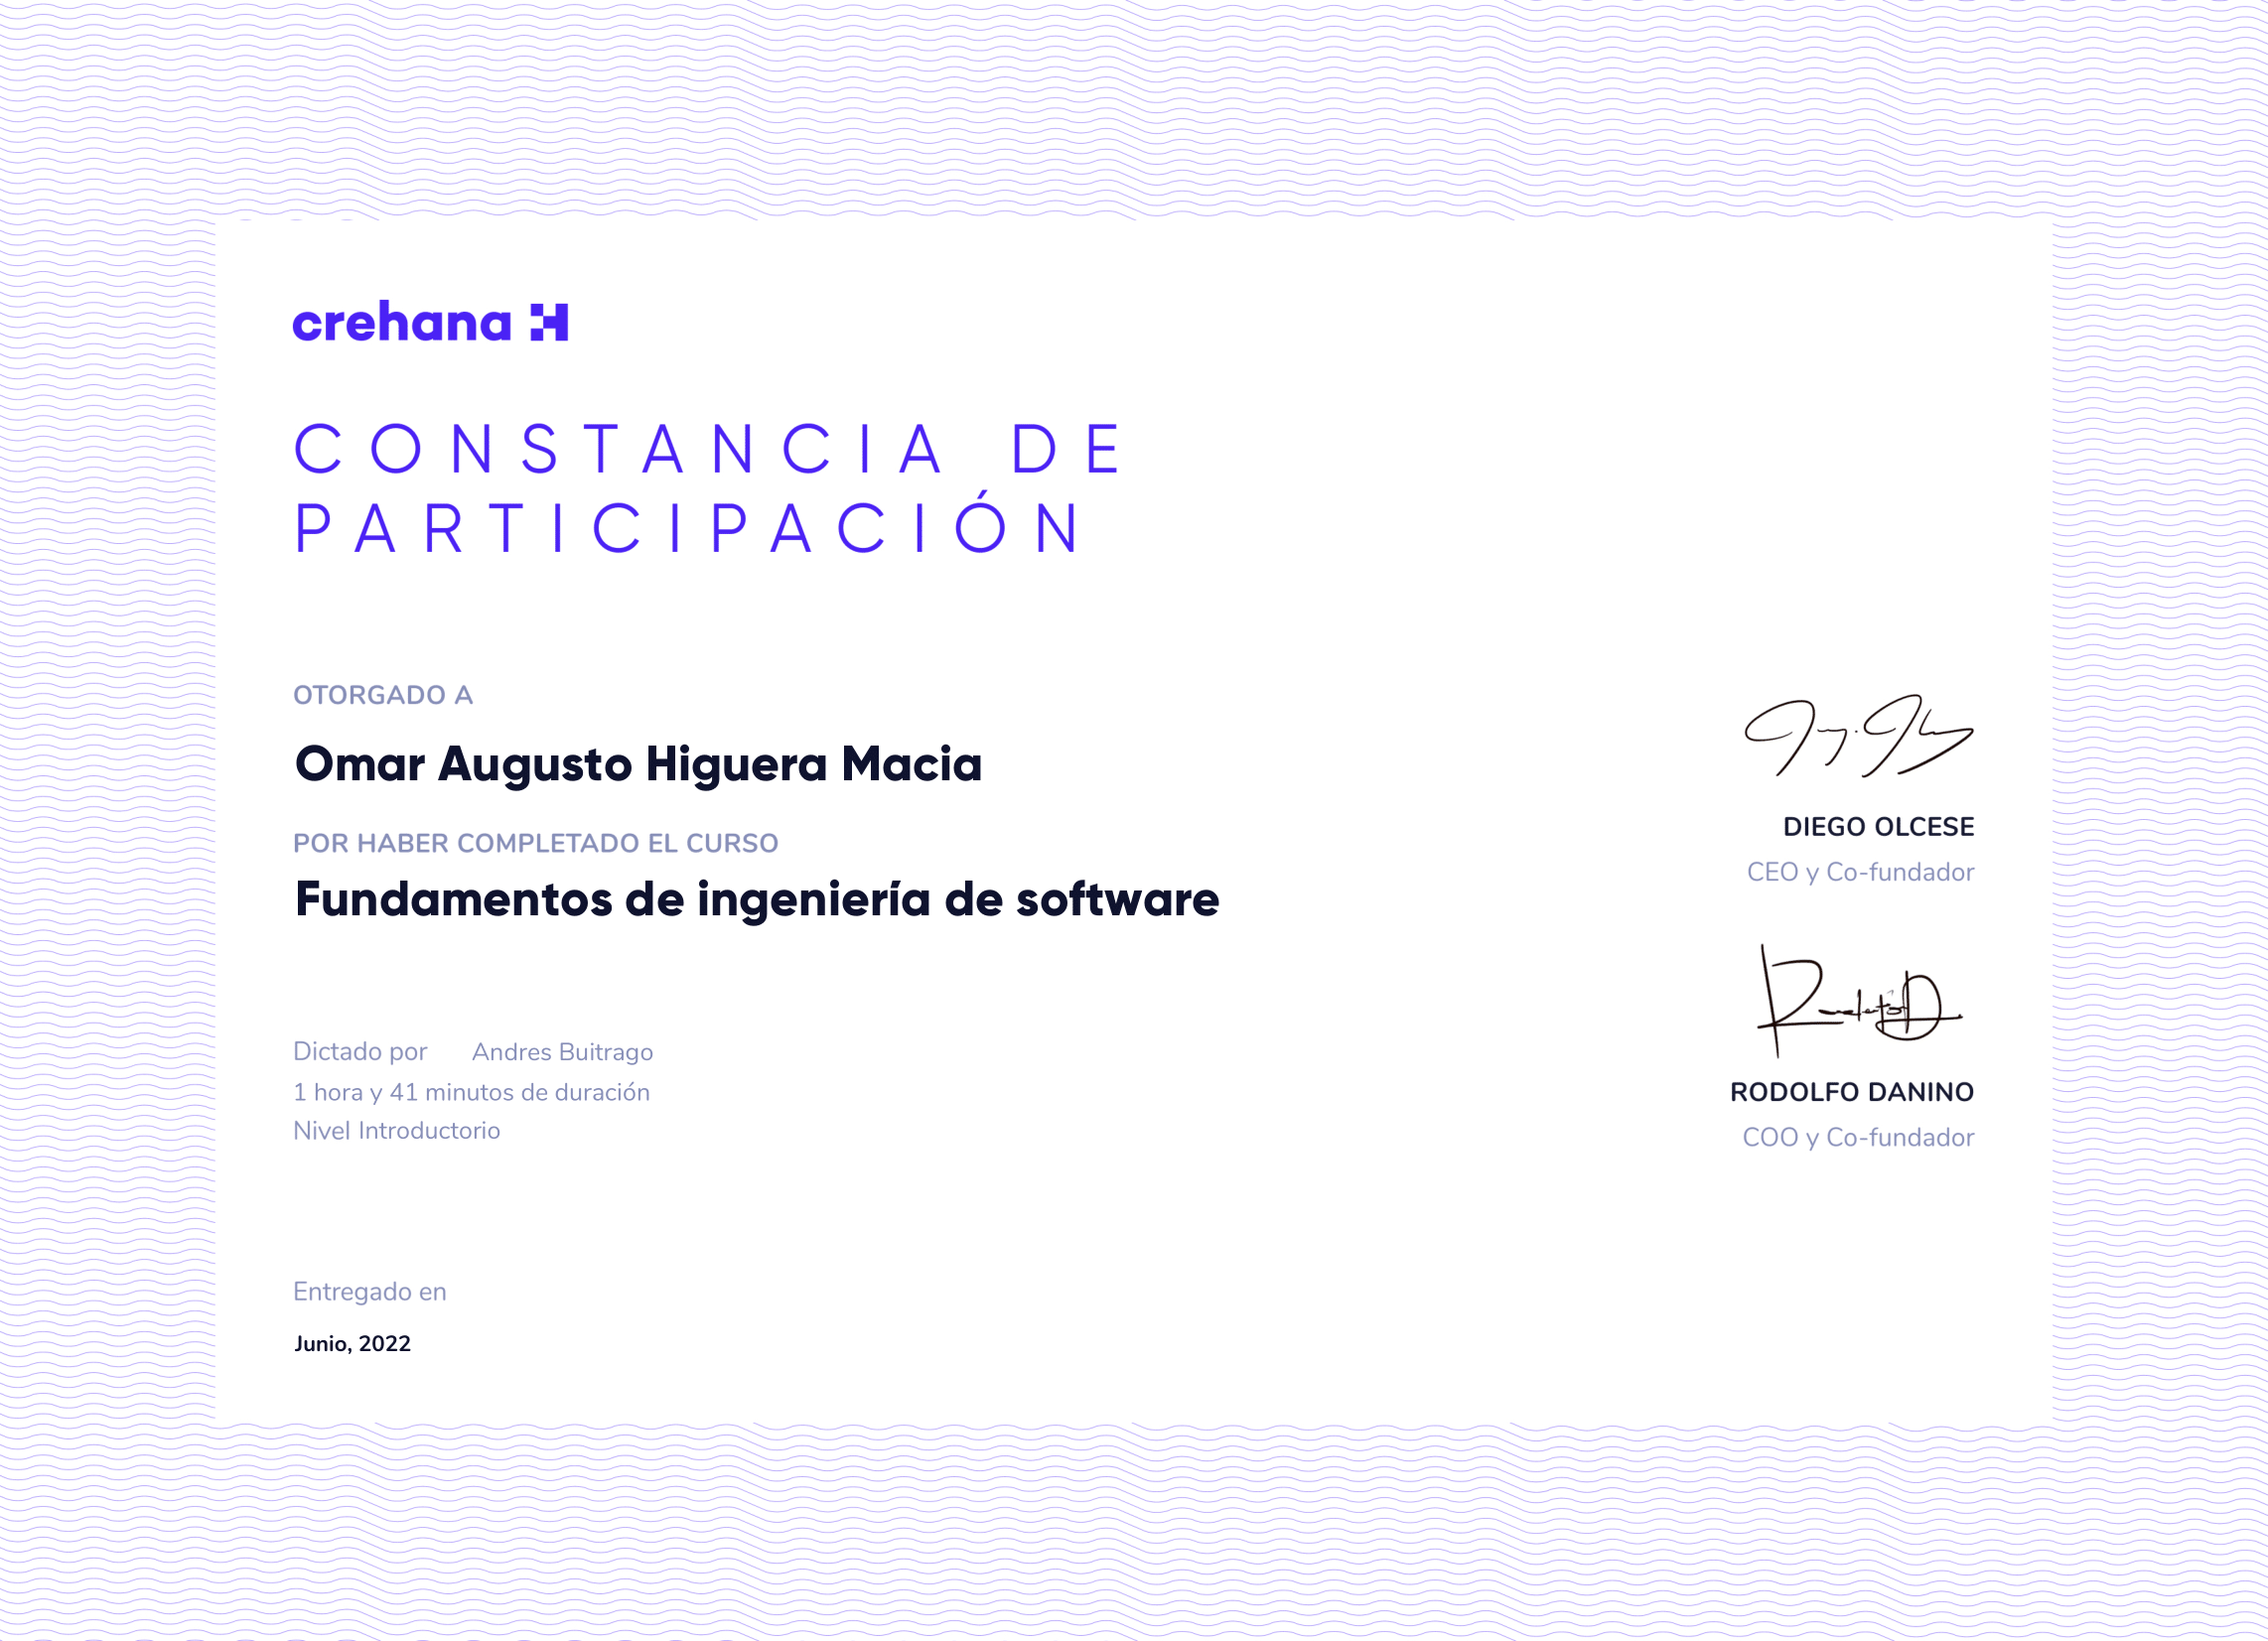 crehana
CONSTANCIA DE
PARTICIPACIÓN
OTORGADO A
Omar Augusto Higuera Macia
POR HABER COMPLETADO EL CURSO
Fundamentos de ingeniería de software
Dictado por Andres Buitrago
1 hora y 41 minutos de duración
Nivel Introductorio
Entregado en
Junio, 2022
DIEGO OLCESE
CEO y Co-fundador
RODOLFO DANINO
COO y Co-fundador